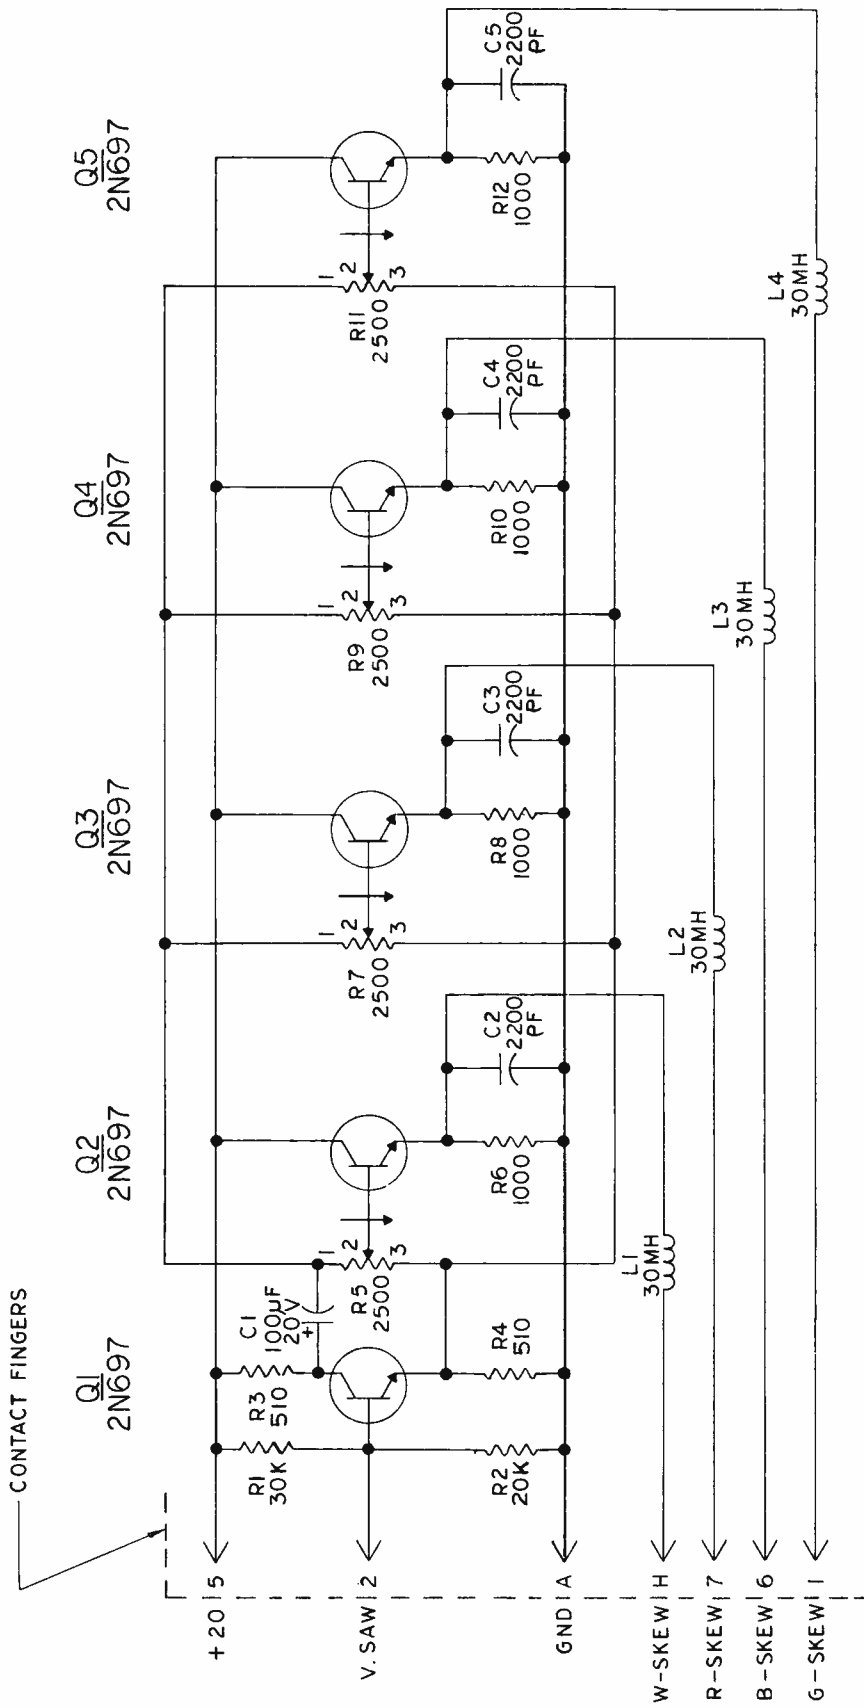 CONTACT FINGERS
Q1
2N697
Q2
2N697
Q3
2N697
Q4
2N697
Q5
2N697
+20 5
V. SAW 2
GND A
W-SKEW H
R-SKEW 7
B-SKEW 6
G-SKEW 1
R1
30K
R3
510
C1
100µF
20V
+
R2
20K
R4
510
R5
2500
1
2
3
R6
1000
C2
2200
PF
L1
30MH
R7
2500
1
2
3
R8
1000
C3
2200
PF
L2
30MH
R9
2500
1
2
3
R10
1000
C4
2200
PF
L3
30MH
R11
2500
1
2
3
R12
1000
C5
2200
PF
L4
30MH